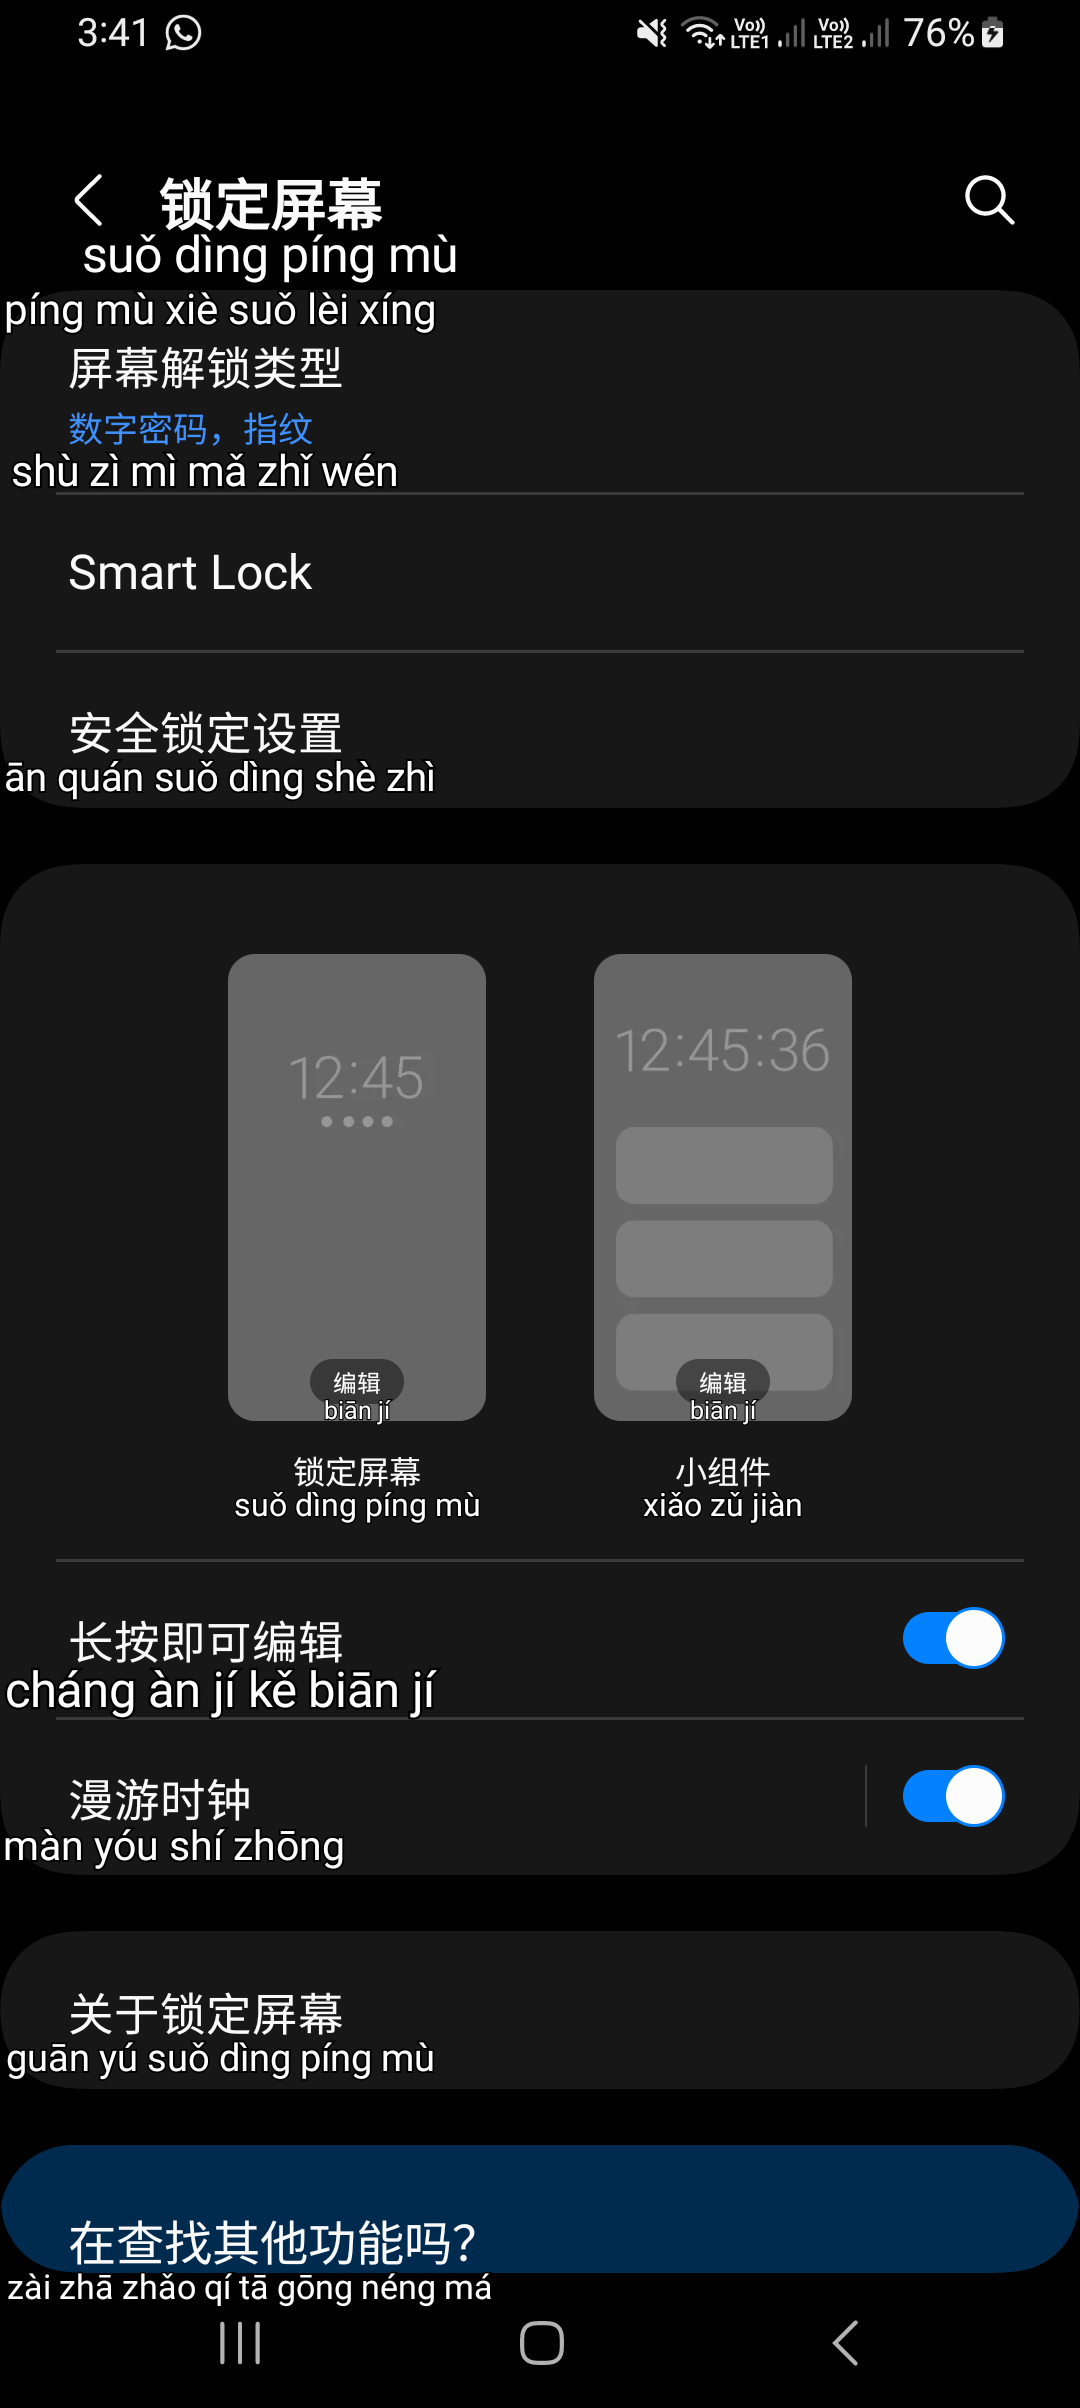 3:41
Vo)) LTE1 Vo)) LTE2 76%
锁定屏幕
suǒ dìng píng mù
píng mù xiè suǒ lèi xíng
屏幕解锁类型
数字密码，指纹
shù zì mì mǎ zhǐ wén
Smart Lock
安全锁定设置
ān quán suǒ dìng shè zhì
12:45
12:45:36
编辑
biān jí
编辑
biān jí
锁定屏幕
suǒ dìng píng mù
小组件
xiǎo zǔ jiàn
长按即可编辑
cháng àn jí kě biān jí
漫游时钟
màn yóu shí zhōng
关于锁定屏幕
guān yú suǒ dìng píng mù
在查找其他功能吗？
zài zhā zhǎo qí tā gōng néng má